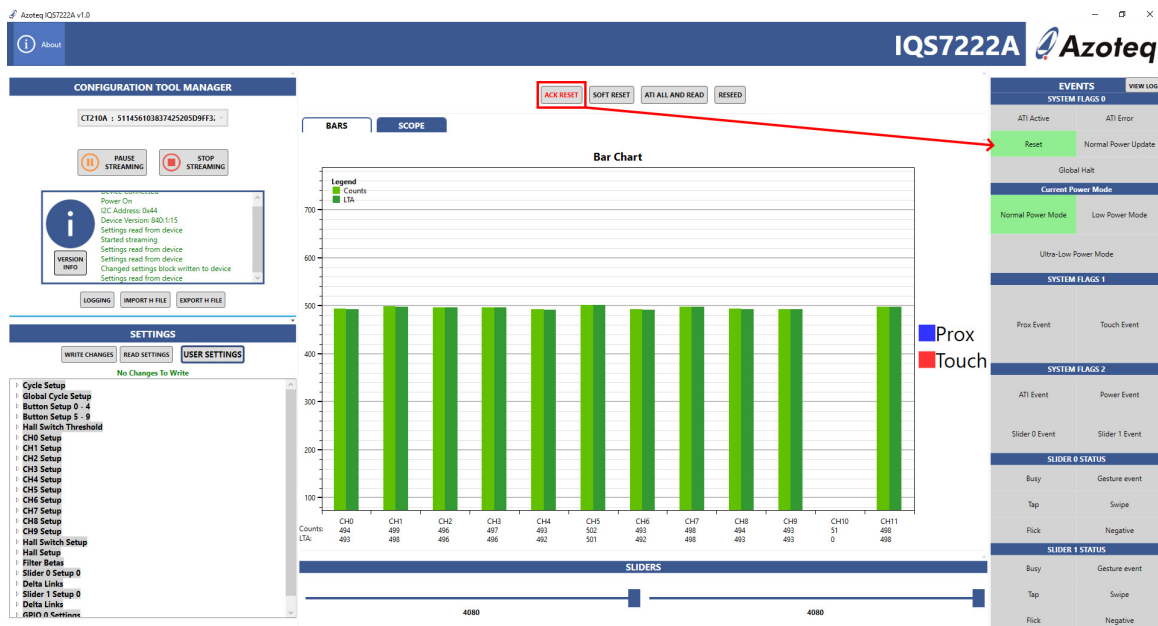 Azoteq IQS7222A v1.0
About
IQS7222A
Azoteq
CONFIGURATION TOOL MANAGER
PAUSE STREAMING
STOP STREAMING
Power On
I2C Address: 0x44
Device Version: 840:1:15
Settings read from device
Started streaming
Settings read from device
Settings read from device
Changed settings block written to device
Settings read from device
VERSION INFO
LOGGING IMPORT H FILE EXPORT H FILE
SETTINGS
WRITE CHANGES READ SETTINGS USER SETTINGS
No Changes To Write
Cycle Setup
Global Cycle Setup
Button Setup 0 - 4
Button Setup 5 - 9
Hall Switch Threshold
CH0 Setup
CH1 Setup
CH2 Setup
CH3 Setup
CH4 Setup
CH5 Setup
CH6 Setup
CH7 Setup
CH8 Setup
CH9 Setup
Hall Switch Setup
Hall Setup
Filter Betas
Slider 0 Setup 0
Delta Links
Slider 1 Setup 0
Delta Links
GPIO 0 Settings
ACK RESET SOFT RESET ATI ALL AND READ RESEED
BARS SCOPE
Bar Chart
Legend
Counts
LTA
700
600
500
400
300
200
100
CH0 CH1 CH2 CH3 CH4 CH5 CH6 CH7 CH8 CH9 CH10 CH11
Counts: 494 499 496 497 493 502 493 498 494 493 51 498
LTA: 493 498 496 496 492 501 492 498 493 493 0 498
Prox
Touch
SLIDERS
4080 4080
EVENTS VIEW LOG
SYSTEM FLAGS 0
ATI Active ATI Error
Reset Normal Power Update
Global Halt
Current Power Mode
Normal Power Mode Low Power Mode
Ultra-Low Power Mode
SYSTEM FLAGS 1
Prox Event Touch Event
SYSTEM FLAGS 2
ATI Event Power Event
Slider 0 Event Slider 1 Event
SLIDER 0 STATUS
Busy Gesture event
Tap Swipe
Flick Negative
SLIDER 1 STATUS
Busy Gesture event
Tap Swipe
Flick Negative